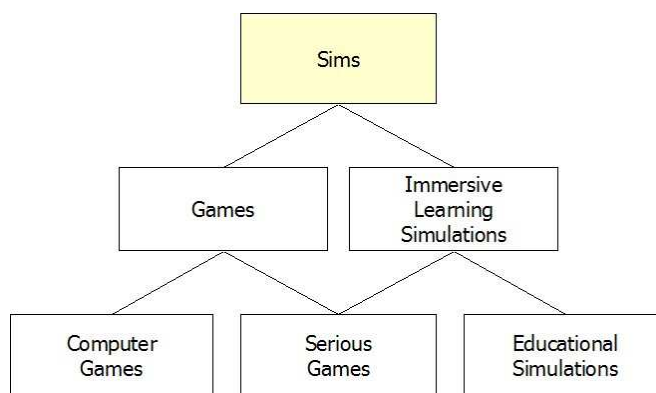 Sims
Games
Immersive
Learning
Simulations
Computer
Games
Serious
Games
Educational
Simulations